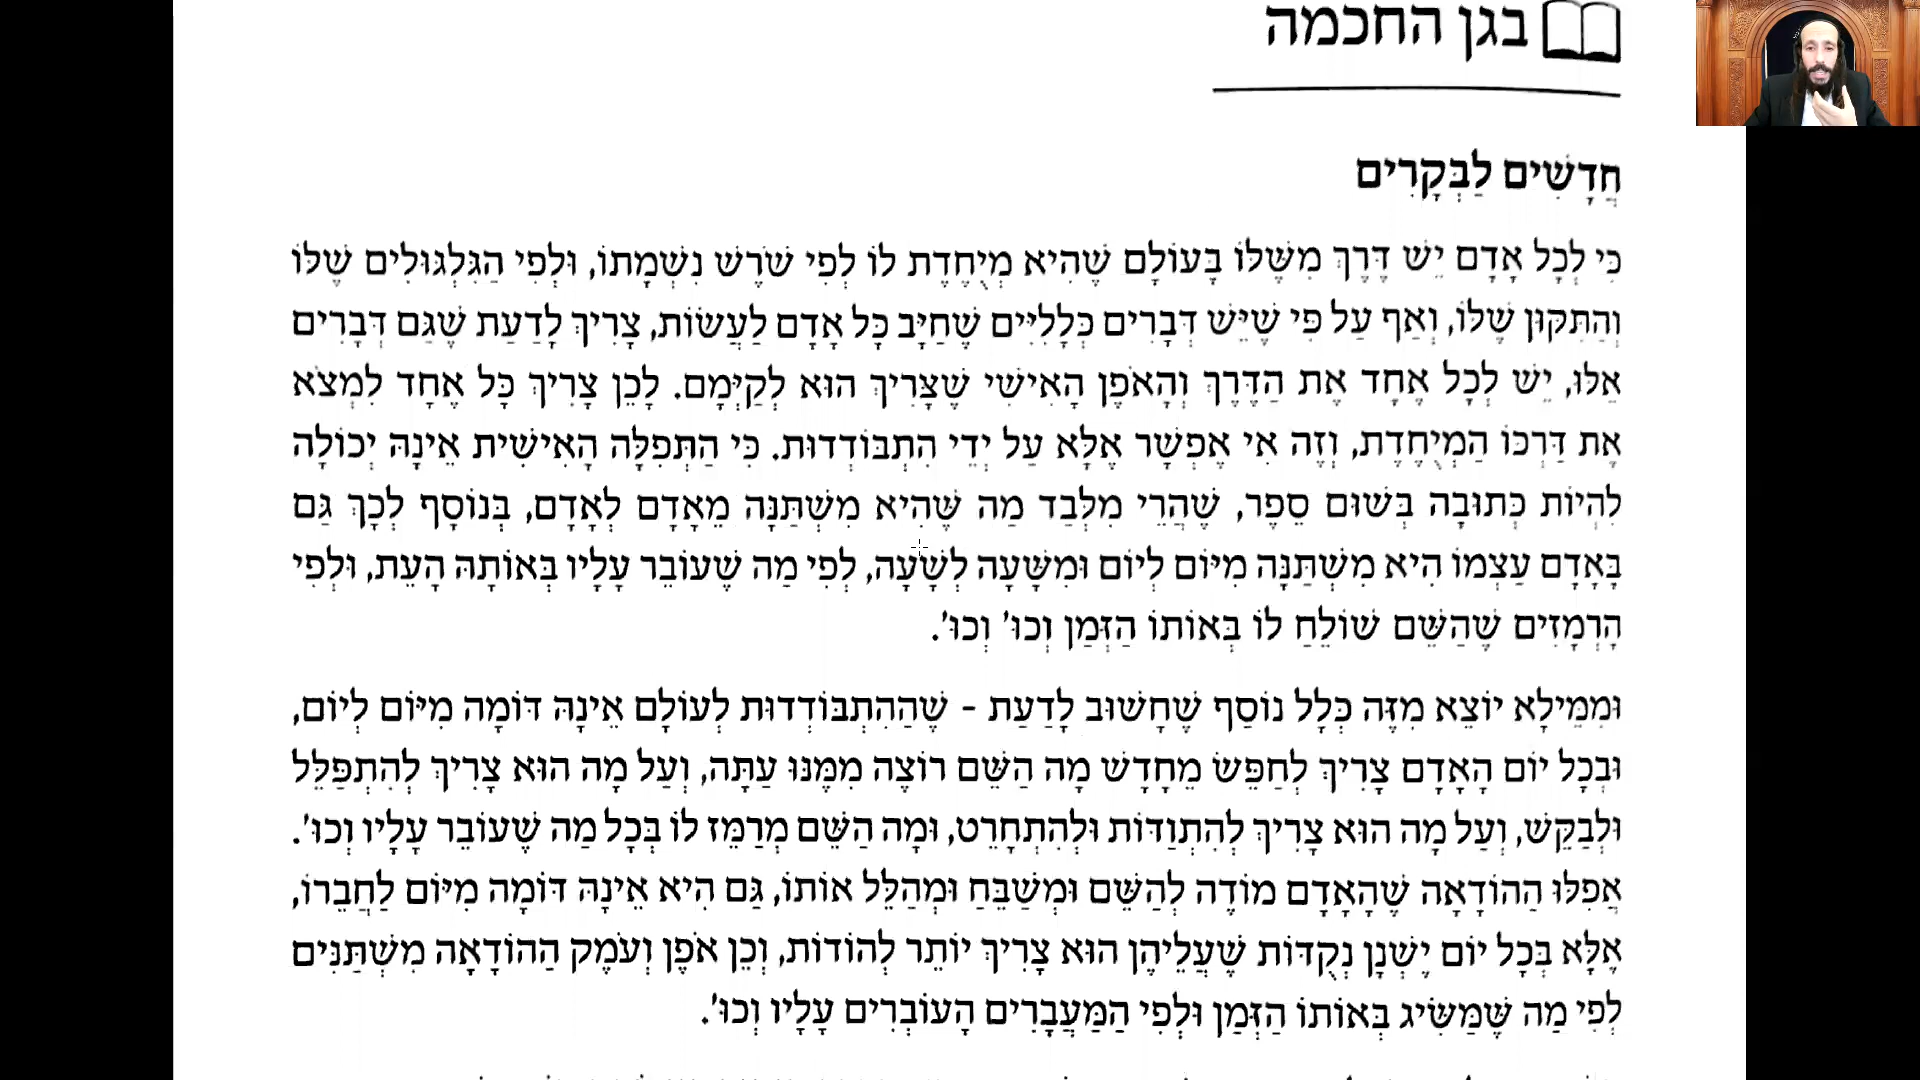 בגן החכמה
חֲדָשִׁים לַבְּקָרִים
כִּי לְכָל אָדָם יֵשׁ דֶּרֶךְ מִשֶּׁלּוֹ בָּעוֹלָם שֶׁהִיא מְיֻחֶדֶת לוֹ לְפִי שֹׁרֶשׁ נִשְׁמָתוֹ, וּלְפִי הַגִּלְגּוּלִים שֶׁלּוֹ
וְהַתִּקּוּן שֶׁלּוֹ, וְאַף עַל פִּי שֶׁיֵּשׁ דְּבָרִים כְּלָלִיִּים שֶׁחַיָּב כָּל אָדָם לַעֲשׂוֹת, צָרִיךְ לָדַעַת שֶׁגַּם דְּבָרִים
אֵלּוּ, יֵשׁ לְכָל אֶחָד אֶת הַדֶּרֶךְ וְהָאֹפֶן הָאִישִׁי שֶׁצָּרִיךְ הוּא לְקַיְּמָם. לָכֵן צָרִיךְ כָּל אֶחָד לִמְצֹא
אֶת דַּרְכּוֹ הַמְיֻחֶדֶת, וְזֶה אִי אֶפְשָׁר אֶלָּא עַל יְדֵי הִתְבּוֹדְדוּת. כִּי הַתְּפִלָּה הָאִישִׁית אֵינָהּ יְכוֹלָה
לִהְיוֹת כְּתוּבָה בְּשׁוּם סֵפֶר, שֶׁהֲרֵי מִלְּבַד מַה שֶּׁהִיא מִשְׁתַּנָּה מֵאָדָם לְאָדָם, בְּנוֹסָף לְכָךְ גַּם
בָּאָדָם עַצְמוֹ הִיא מִשְׁתַּנָּה מִיּוֹם לְיוֹם וּמִשָּׁעָה לְשָׁעָה, לְפִי מַה שֶּׁעוֹבֵר עָלָיו בְּאוֹתָהּ הָעֵת, וּלְפִי
הָרְמָזִים שֶׁהַשֵּׁם שׁוֹלֵחַ לוֹ בְּאוֹתוֹ הַזְּמַן וְכוּ' וְכוּ'.
וּמִמֵּילָא יוֹצֵא מִזֶּה כְּלָל נוֹסַף שֶׁחָשׁוּב לָדַעַת - שֶׁהַהִתְבּוֹדְדוּת לְעוֹלָם אֵינָהּ דּוֹמָה מִיּוֹם לְיוֹם,
וּבְכָל יוֹם הָאָדָם צָרִיךְ לְחַפֵּשׂ מֵחָדָשׁ מָה הַשֵּׁם רוֹצֶה מִמֶּנּוּ עַתָּה, וְעַל מָה הוּא צָרִיךְ לְהִתְפַּלֵּל
וּלְבַקֵּשׁ, וְעַל מָה הוּא צָרִיךְ לְהִתְוַדּוֹת וּלְהִתְחָרֵט, וּמָה הַשֵּׁם מְרַמֵּז לוֹ בְּכָל מַה שֶּׁעוֹבֵר עָלָיו וְכוּ'.
אֲפִלּוּ הַהוֹדָאָה שֶׁהָאָדָם מוֹדֶה לְהַשֵּׁם וּמְשַׁבֵּחַ וּמְהַלֵּל אוֹתוֹ, גַּם הִיא אֵינָהּ דּוֹמָה מִיּוֹם לַחֲבֵרוֹ,
אֶלָּא בְּכָל יוֹם יֶשְׁנָן נְקֻדּוֹת שֶׁעֲלֵיהֶן הוּא צָרִיךְ יוֹתֵר לְהוֹדוֹת, וְכֵן אֹפֶן וְעֹמֶק הַהוֹדָאָה מִשְׁתַּנִּים
לְפִי מַה שֶּׁמַּשִּׂיג בְּאוֹתוֹ הַזְּמַן וּלְפִי הַמַּעֲבָרִים הָעוֹבְרִים עָלָיו וְכוּ'.